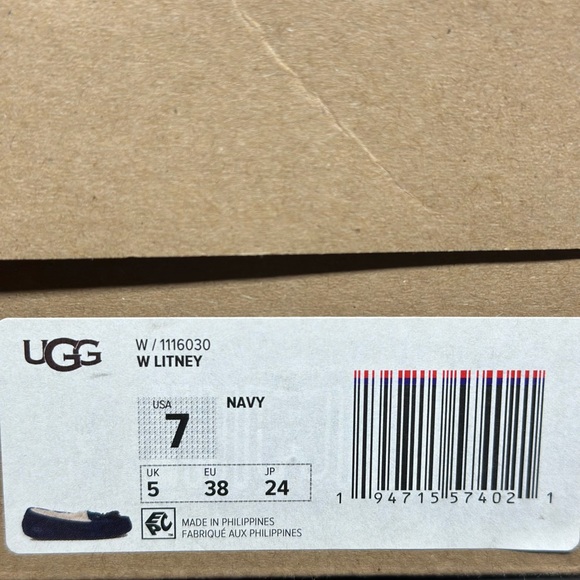 UGG
W / 1116030
W LITNEY
USA
7
NAVY
UK EU JP
5 38 24
MADE IN PHILIPPINES
FABRIQUÉ AUX PHILIPPINES
1 94715 57402 1